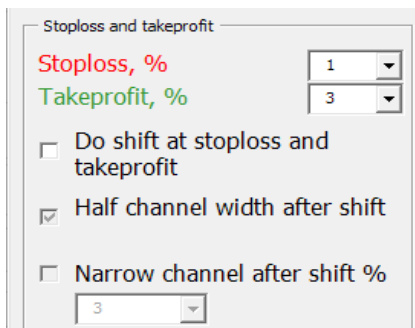 Stoploss and takeprofit
Stoploss, % 1
Takeprofit, % 3
Do shift at stoploss and
takeprofit
Half channel width after shift
Narrow channel after shift %
3